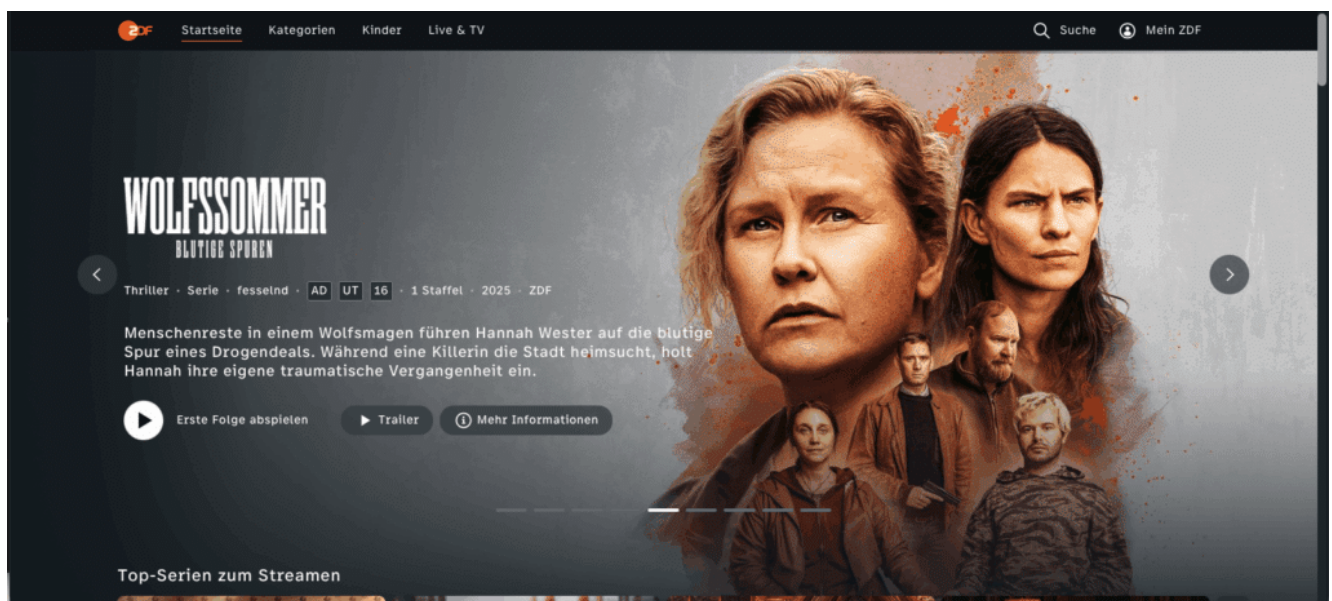 ZDF Startseite Kategorien Kinder Live & TV Suche Mein ZDF
WOLFSSOMMER
BLUTIGE SPUREN
Thriller · Serie · fesselnd · AD UT 16 · 1 Staffel · 2025 · ZDF
Menschenreste in einem Wolfsmagen führen Hannah Wester auf die blutige
Spur eines Drogendeals. Während eine Killerin die Stadt heimsucht, holt
Hannah ihre eigene traumatische Vergangenheit ein.
Erste Folge abspielen Trailer Mehr Informationen
Top-Serien zum Streamen